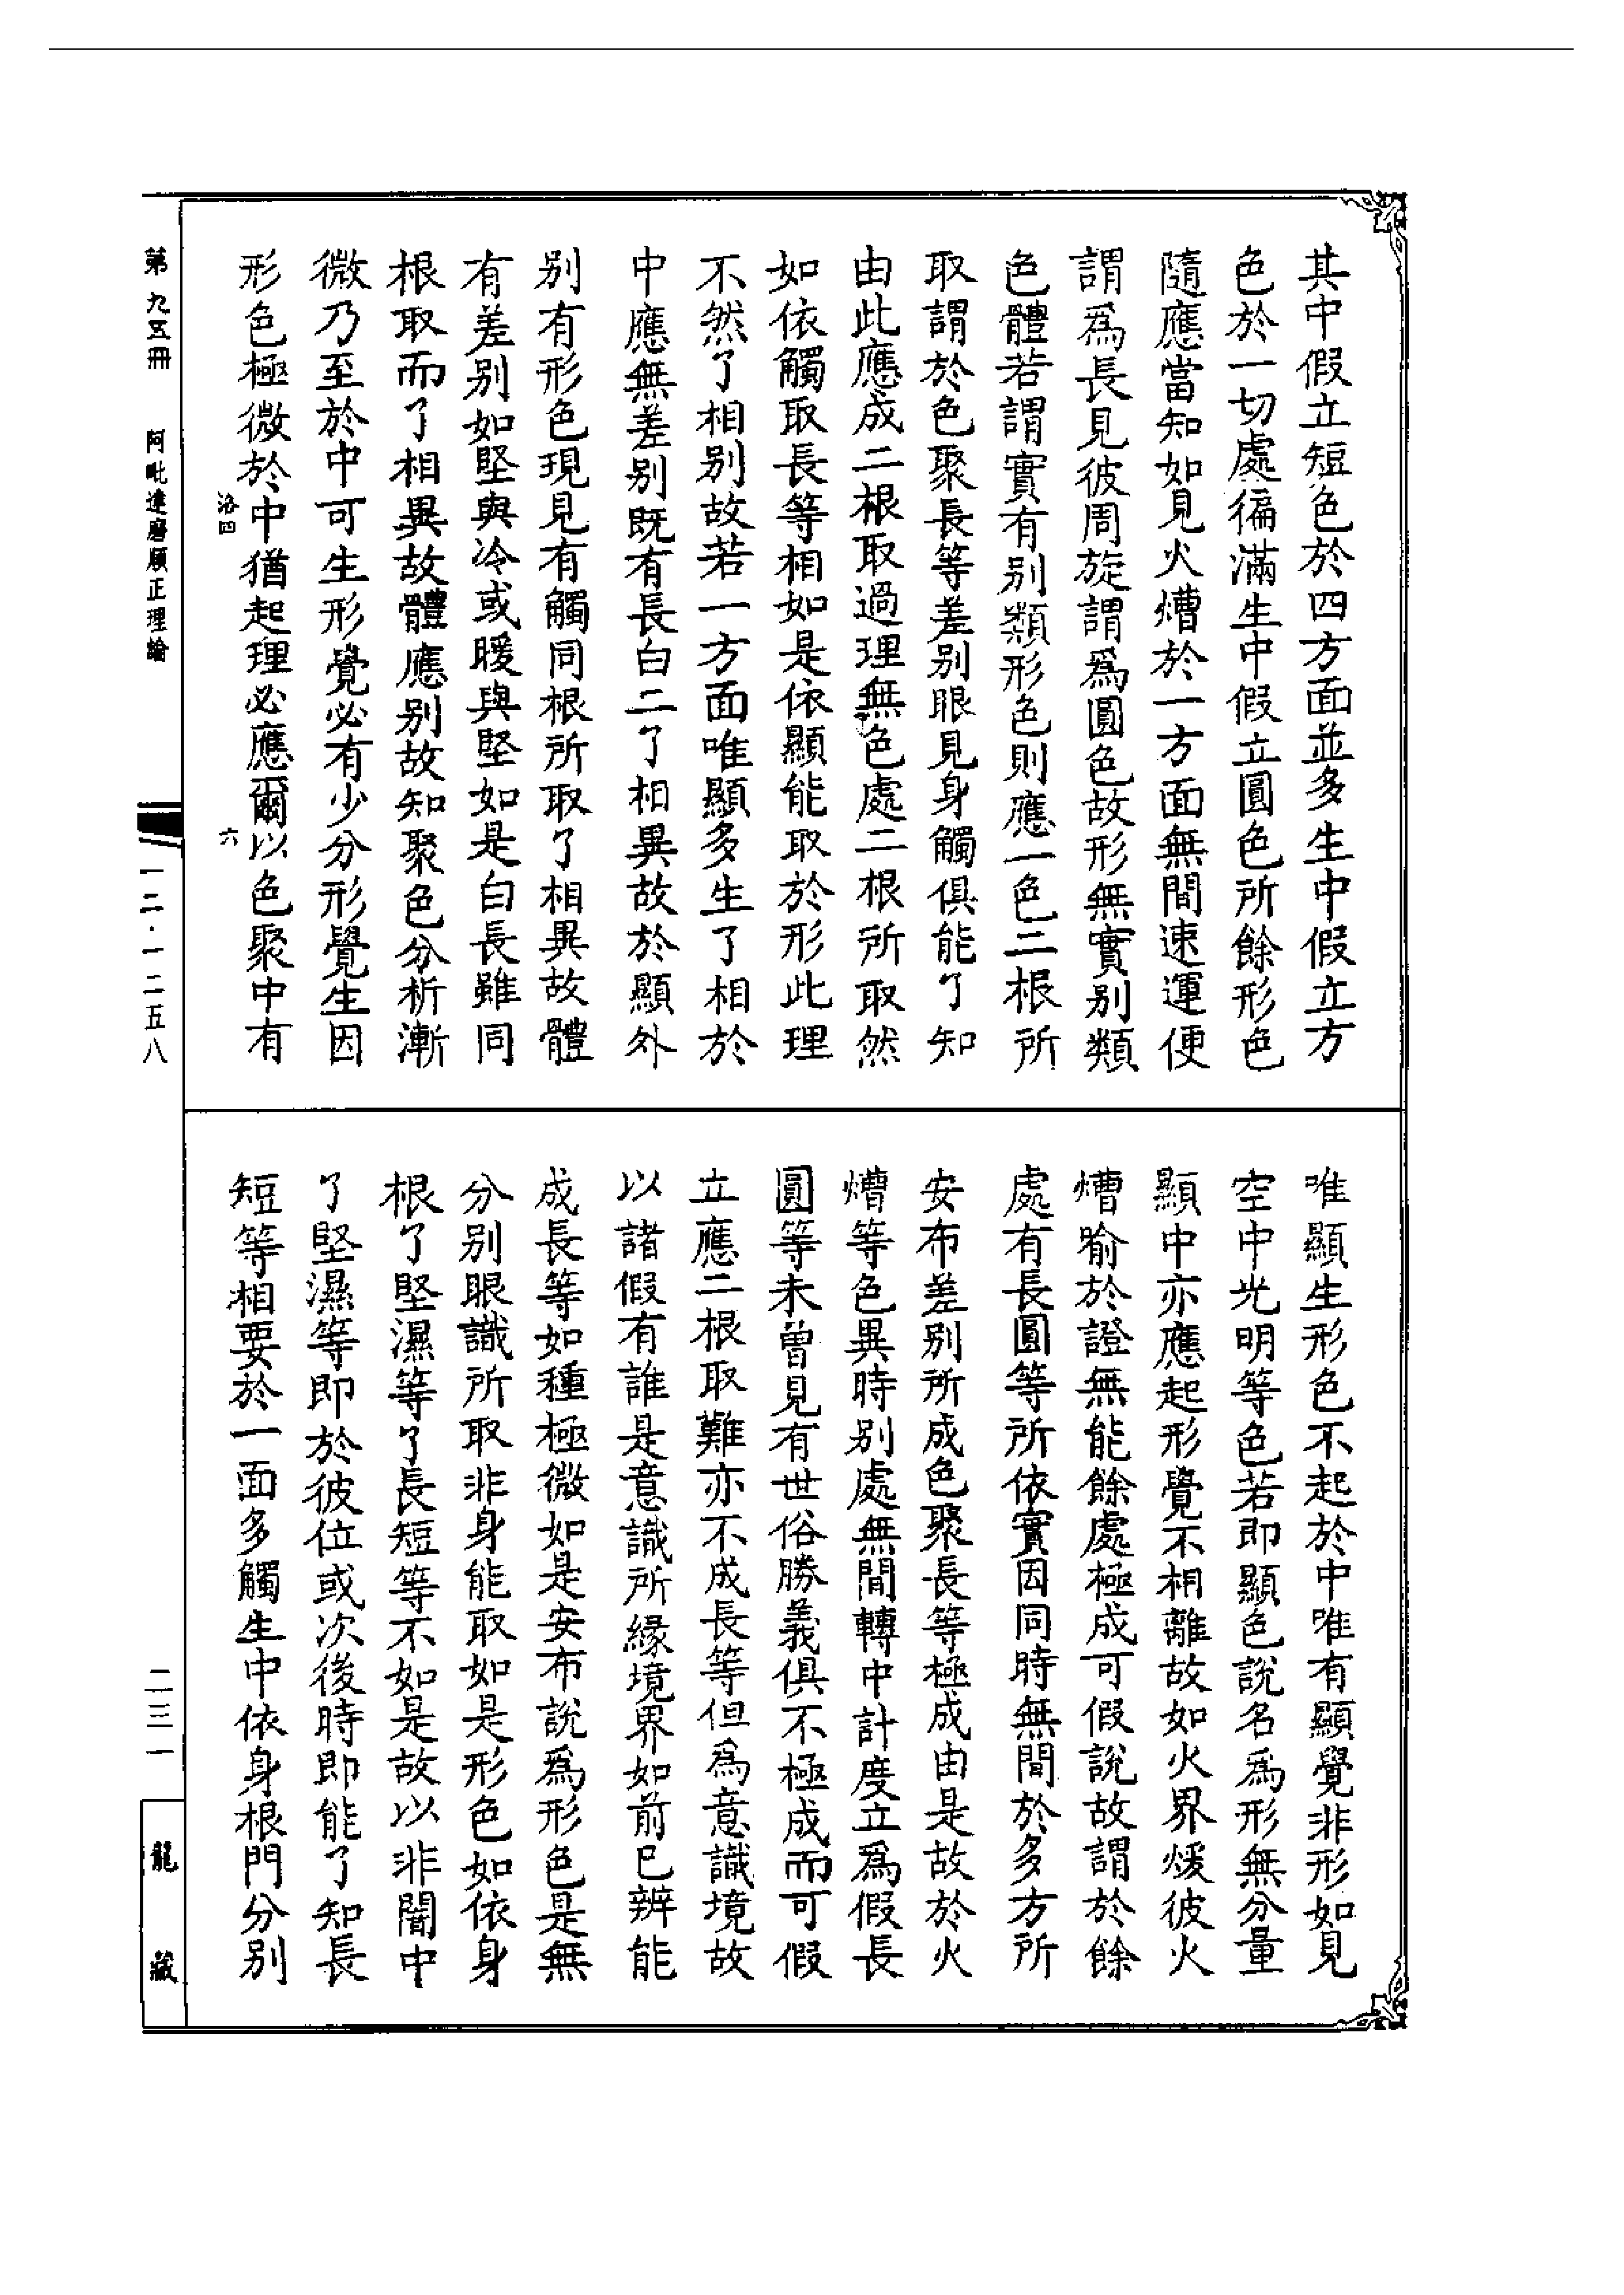 其中假立短色於四方面並多生中假立方
色於一切處徧滿生中假立圓色所餘形色
隨應當知如見火熸於一方面無間速運便
謂為長見彼周旋謂為圓色故形無實別類
色體若謂實有別類形色則應一色二根所
取謂於色聚長等差別眼見身觸俱能了知
由此應成二根取過理無色處二根所取然
如依觸取長等相如是依顯能取於形此理
不然了相別故若一方面唯顯多生了相於
中應無差別既有長白二了相異故於顯外
別有形色現見有觸同根所取了相異故體
有差別如堅與冷或暖與堅如是白長雖同
根取而了相異故體應別故知聚色分析漸
微乃至於中可生形覺必有少分形覺生因
形色極微於中猶起理必應爾以色聚中有
洛四
六
唯顯生形色不起於中唯有顯覺非形如見
空中光明等色若即顯色說名為形無分量
顯中亦應起形覺不相離故如火界煖彼火
熸喻於證無能餘處極成可假說故謂於餘
處有長圓等所依實因同時無間於多方所
安布差別所成色聚長等極成由是故於火
熸等色異時別處無間轉中計度立為假長
圓等未曾見有世俗勝義俱不極成而可假
立應二根取難亦不成長等但為意識境故
以諸假有誰是意識所緣境界如前已辨能
成長等如種極微如是安布說為形色是無
分別眼識所取非身能取如是形色如依身
根了堅濕等了長短等不如是故以非闇中
了堅濕等即於彼位或次後時即能了知長
短等相要於一面多觸生中依身根門分別
第九五冊　阿毗達磨順正理論
一二·一二五八
二三一
龍藏